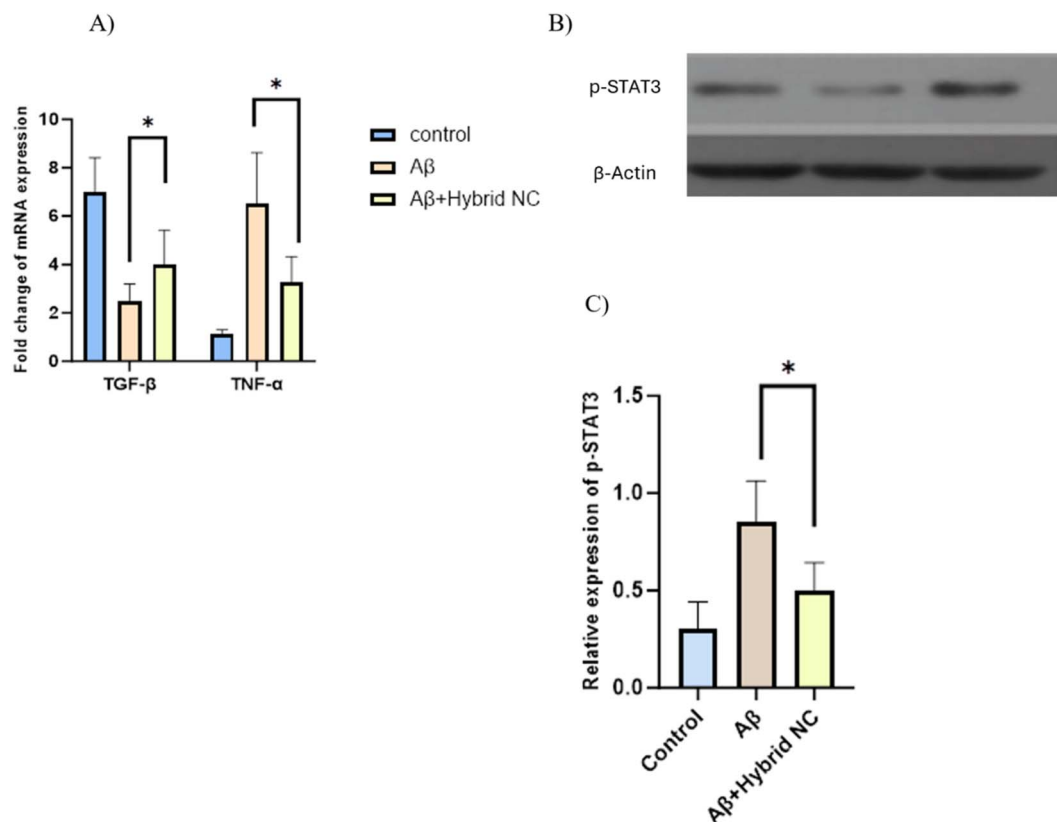 A)
Fold change of mRNA expression
10
8
6
4
2
0
*
*
TGF-β
TNF-α
control
Aβ
Aβ+Hybrid NC
B)
p-STAT3
β-Actin
C)
Relative expression of p-STAT3
1.5
1.0
0.5
0.0
*
Control
Aβ
Aβ+Hybrid NC